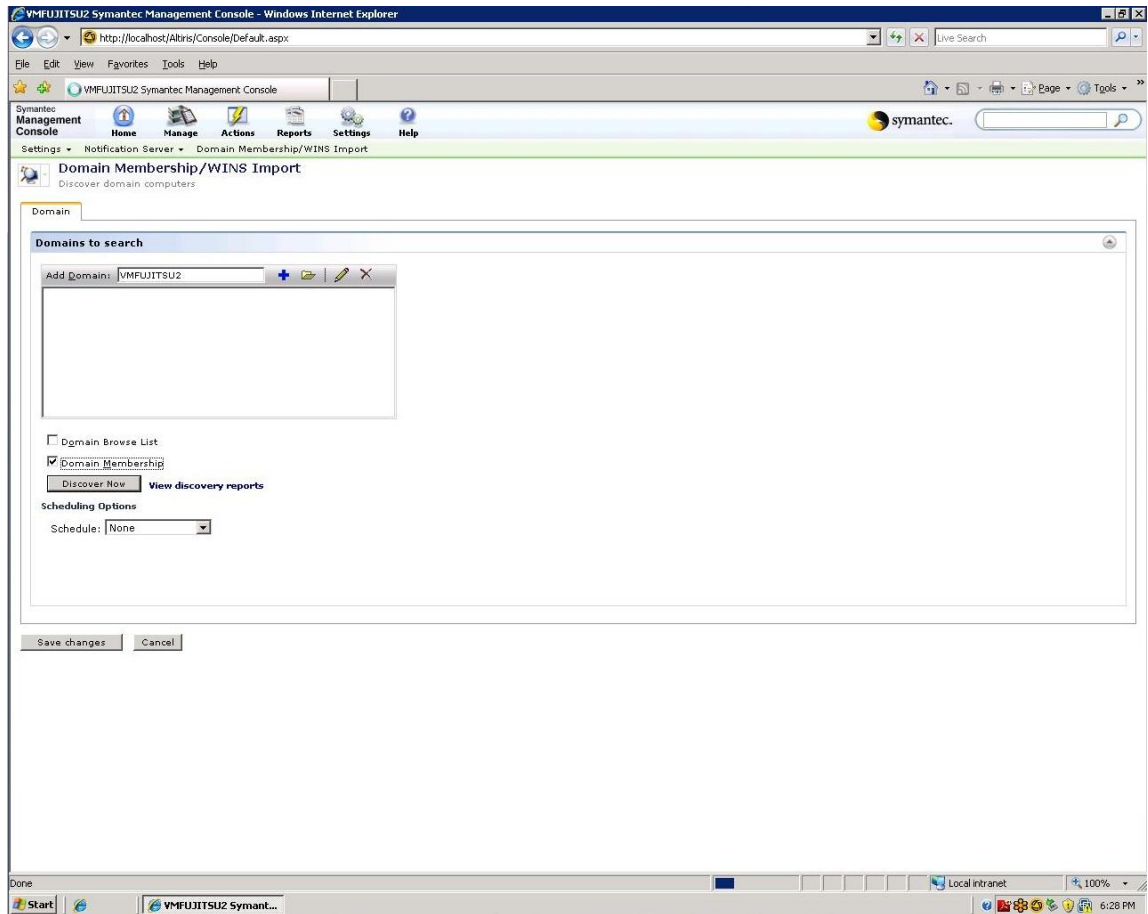 VMFUJITSU2 Symantec Management Console - Windows Internet Explorer
http://localhost/Altiris/Console/Default.aspx
Live Search
File Edit View Favorites Tools Help
VMFUJITSU2 Symantec Management Console
Page Tools
Symantec
Management
Console
Home Manage Actions Reports Settings Help
symantec.
Settings Notification Server Domain Membership/WINS Import
Domain Membership/WINS Import
Discover domain computers
Domain
Domains to search
Add Domain: VMFUJITSU2
Domain Browse List
Domain Membership
Discover Now View discovery reports
Scheduling Options
Schedule: None
Save changes Cancel
Done
Local intranet 100%
Start VMFUJITSU2 Symant... 6:28 PM